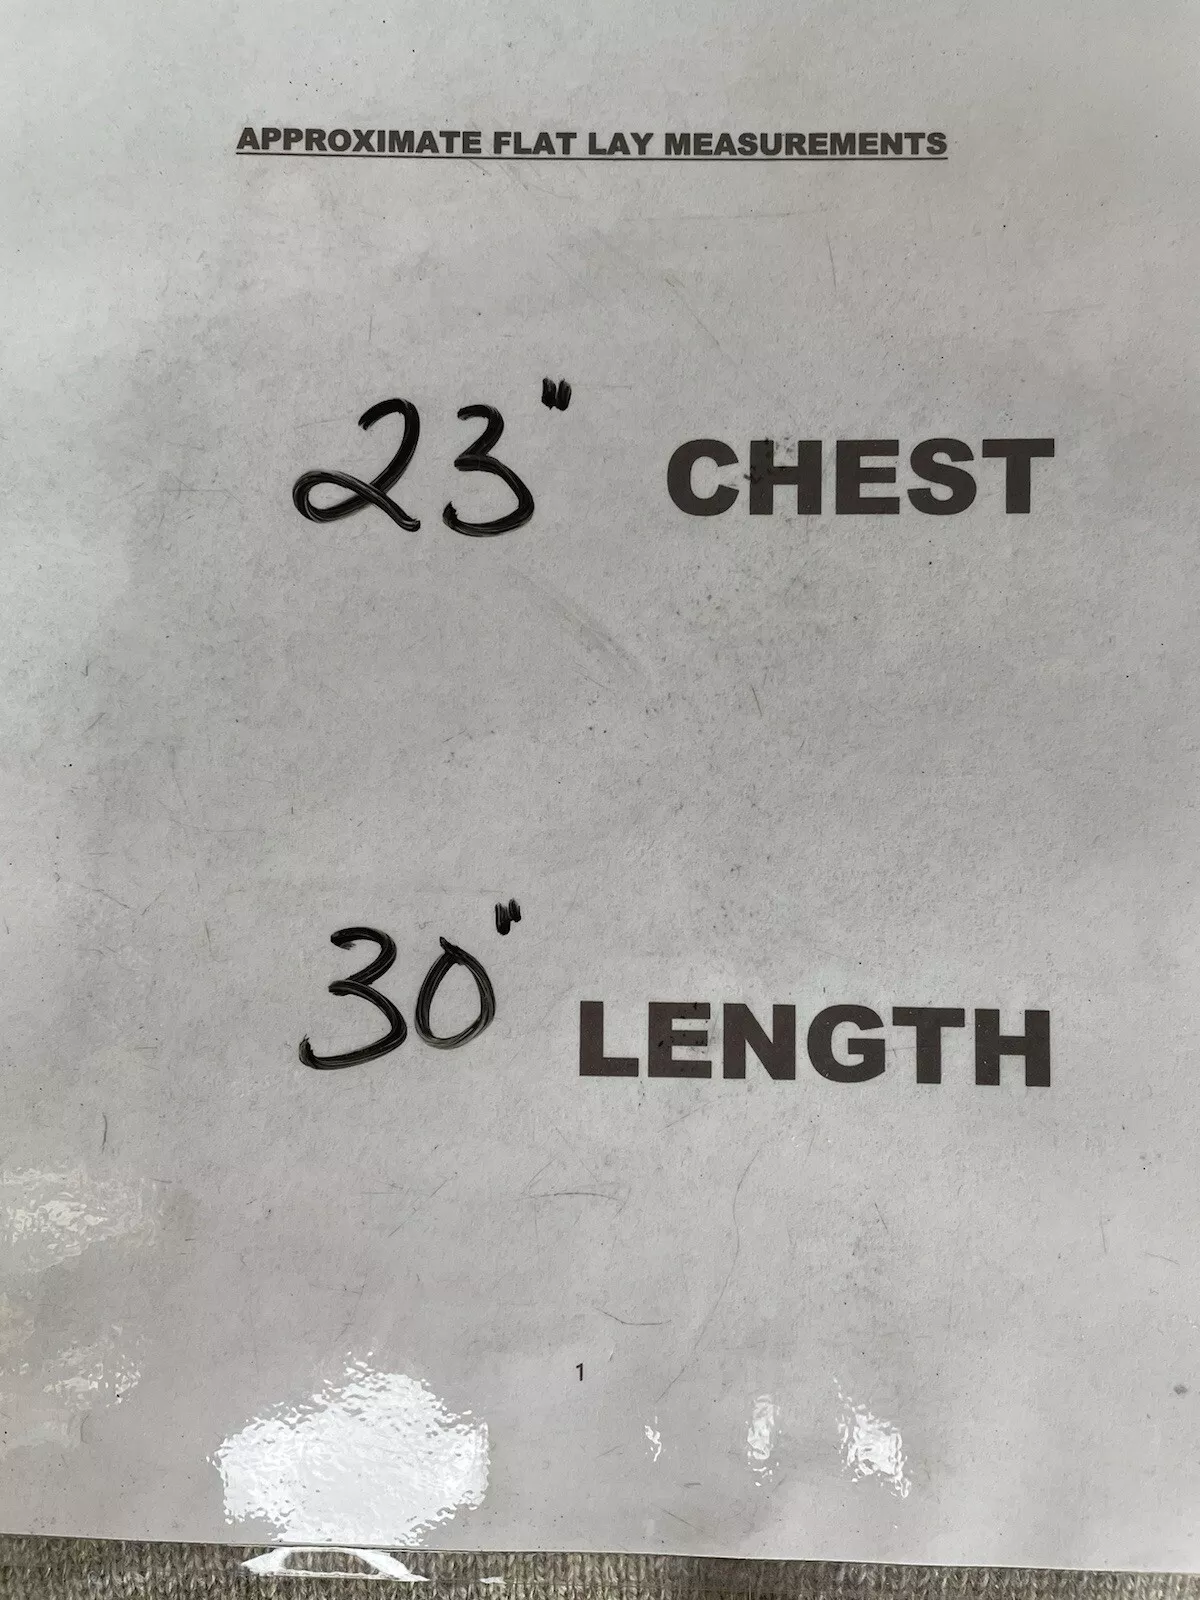 APPROXIMATE FLAT LAY MEASUREMENTS
23" CHEST
30" LENGTH
1